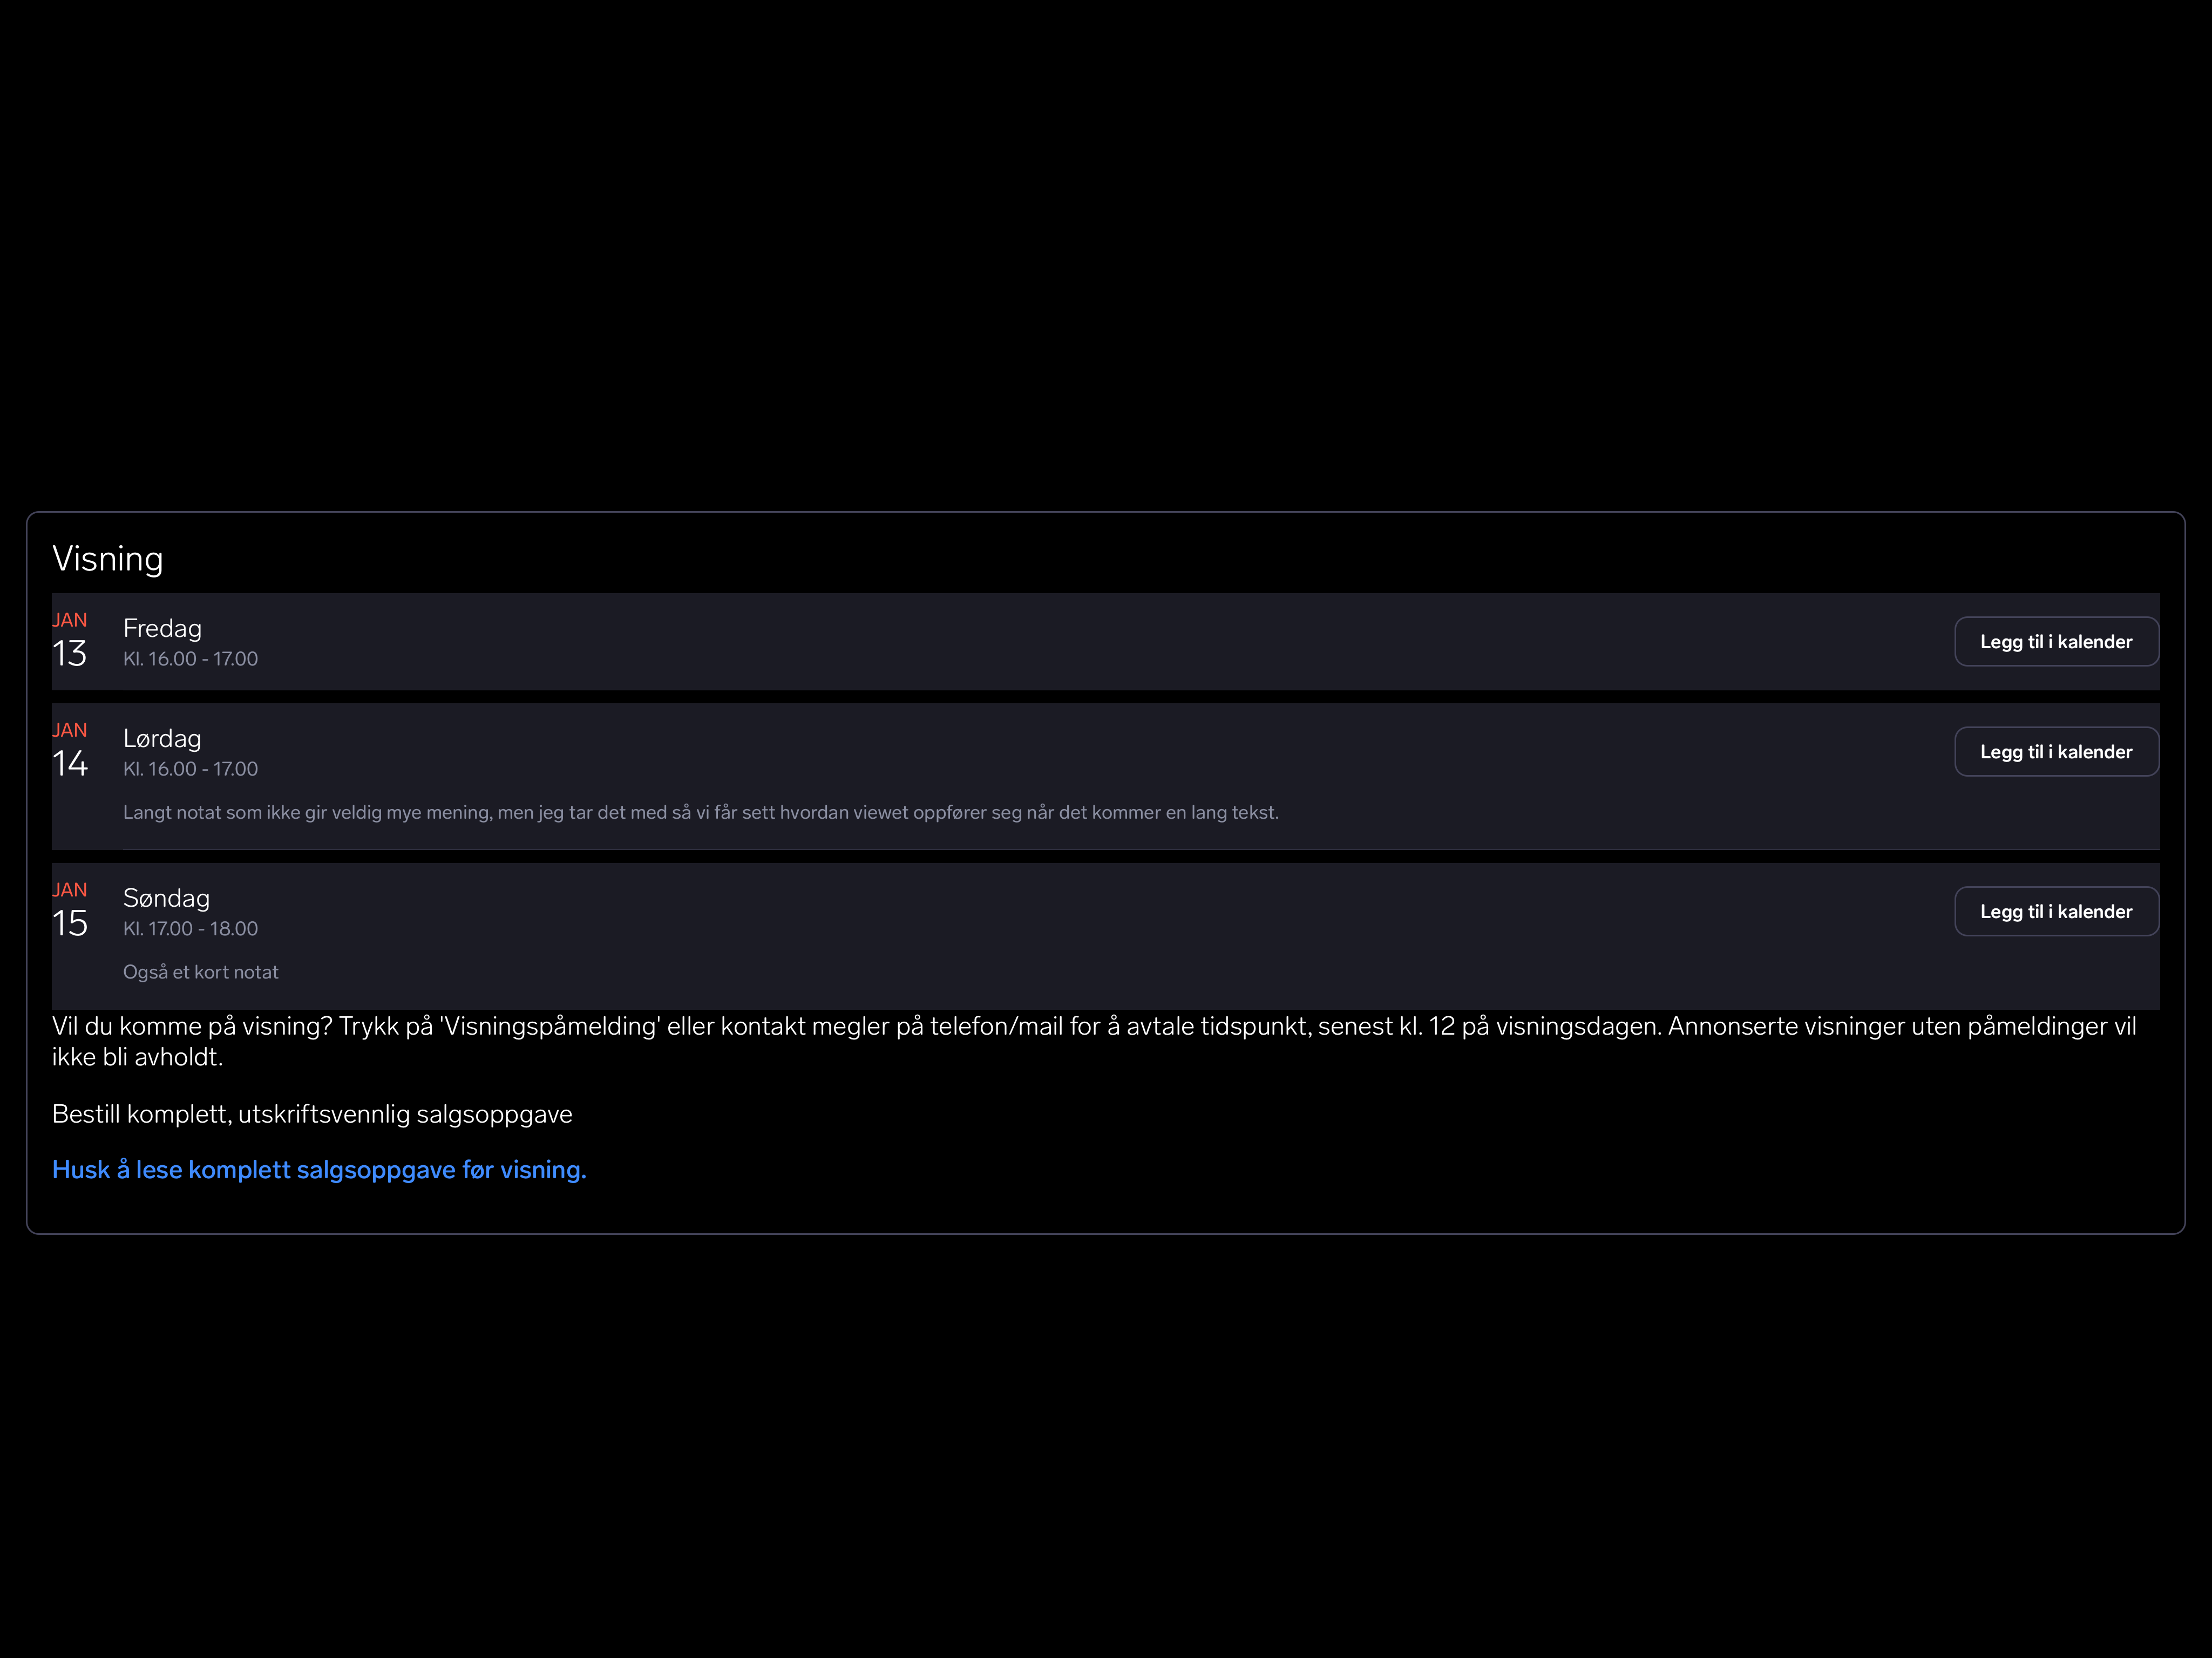 Visning
JAN
13
Fredag
Kl. 16.00 - 17.00
Legg til i kalender
JAN
14
Lørdag
Kl. 16.00 - 17.00
Legg til i kalender
Langt notat som ikke gir veldig mye mening, men jeg tar det med så vi får sett hvordan viewet oppfører seg når det kommer en lang tekst.
JAN
15
Søndag
Kl. 17.00 - 18.00
Legg til i kalender
Også et kort notat
Vil du komme på visning? Trykk på 'Visningspåmelding' eller kontakt megler på telefon/mail for å avtale tidspunkt, senest kl. 12 på visningsdagen. Annonserte visninger uten påmeldinger vil
ikke bli avholdt.
Bestill komplett, utskriftsvennlig salgsoppgave
Husk å lese komplett salgsoppgave før visning.